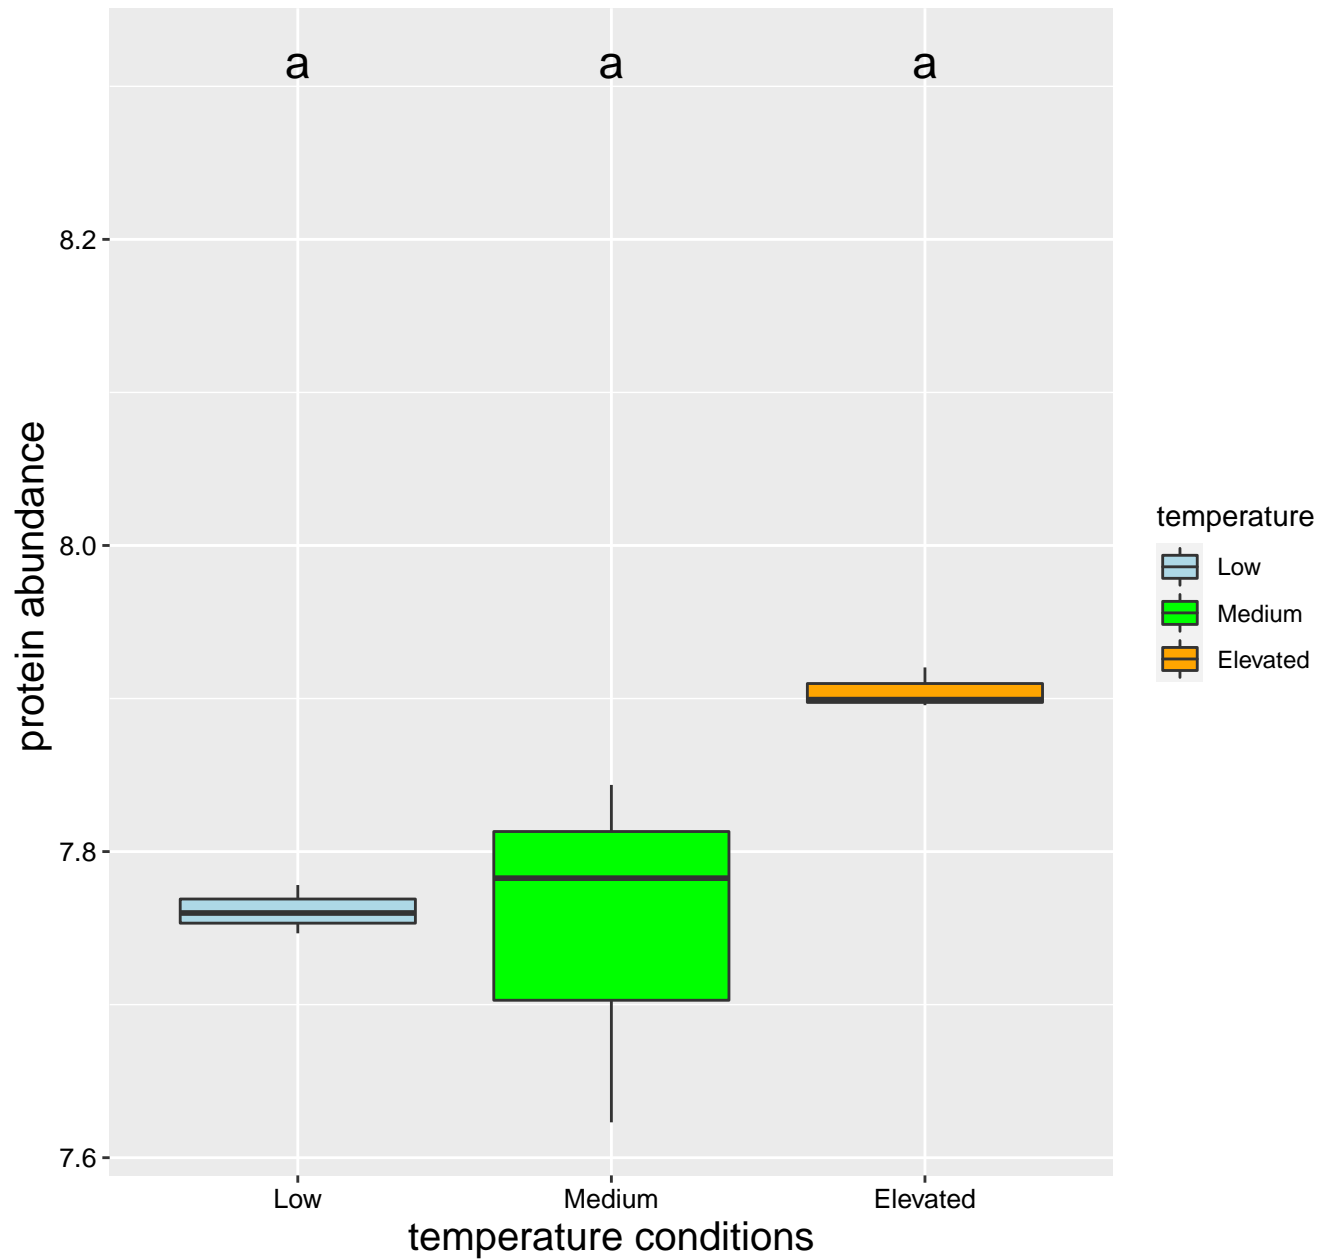 a a a
8.2
8.0
7.8
7.6
protein abundance
Low Medium Elevated
temperature conditions
temperature
Low
Medium
Elevated